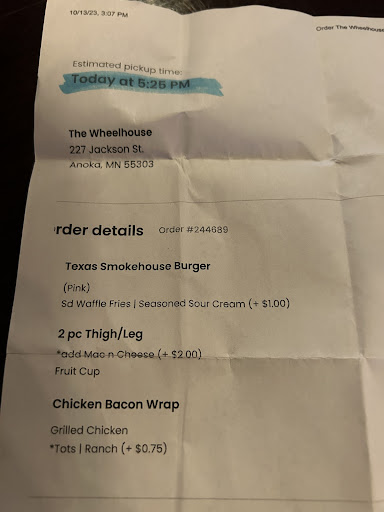 10/13/23, 3:07 PM
Order The Wheelhouse
Estimated pickup time:
Today at 5:25 PM
The Wheelhouse
227 Jackson St.
Anoka, MN 55303
rder details Order #244689
Texas Smokehouse Burger
(Pink)
Sd Waffle Fries | Seasoned Sour Cream (+ $1.00)
2 pc Thigh/Leg
*add Mac n Cheese (+ $2.00)
Fruit Cup
Chicken Bacon Wrap
Grilled Chicken
*Tots | Ranch (+ $0.75)